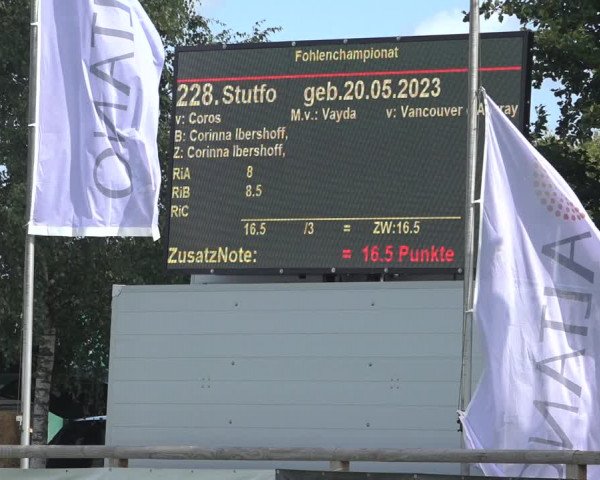 Fohlenchampionat
228. Stutfo geb.20.05.2023
v: Coros M.v.: Vayda v: Vancouver
B: Corinna Ibershoff,
Z: Corinna Ibershoff,
RiA 8
RiB 8.5
RiC
16.5 /3 = ZW:16.5
ZusatzNote: = 16.5 Punkte